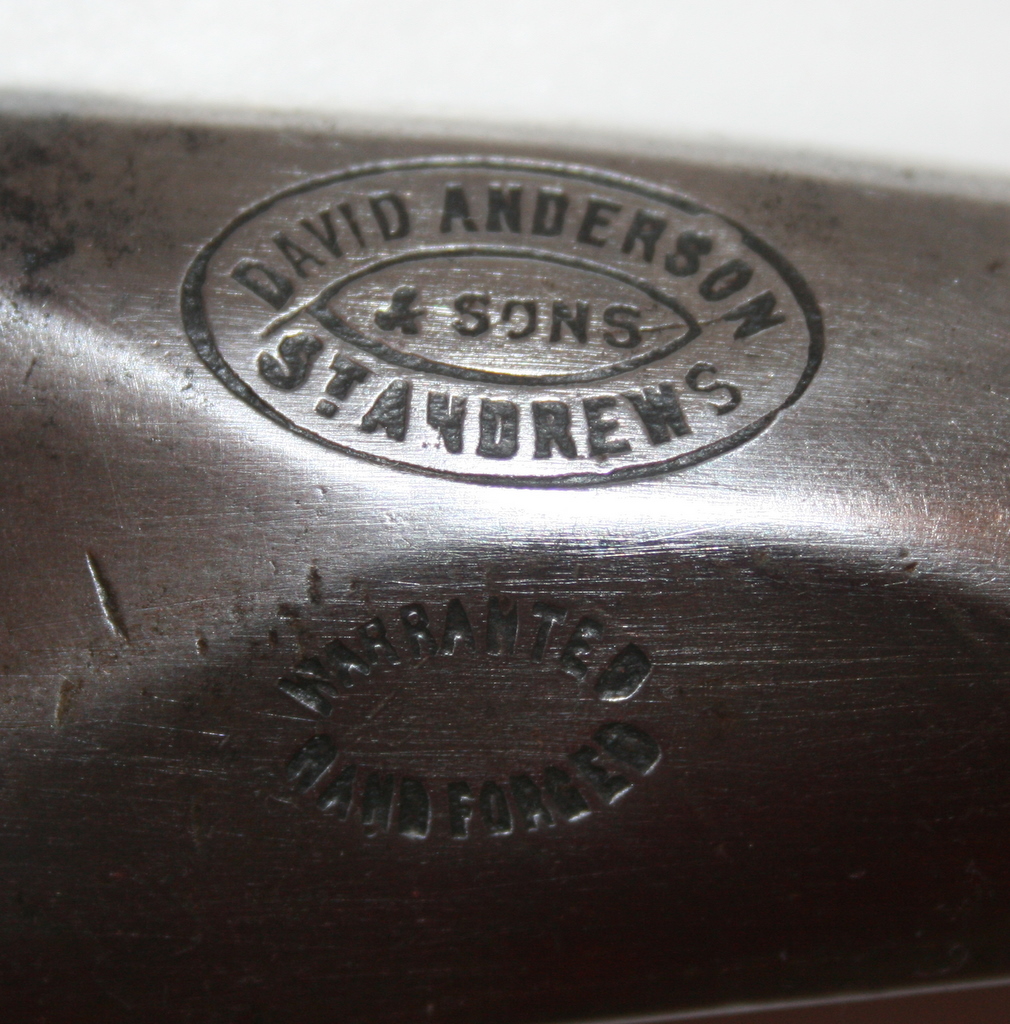 DAVID ANDERSON
& SONS
ST. ANDREWS
WARRANTED
HAND FORGED